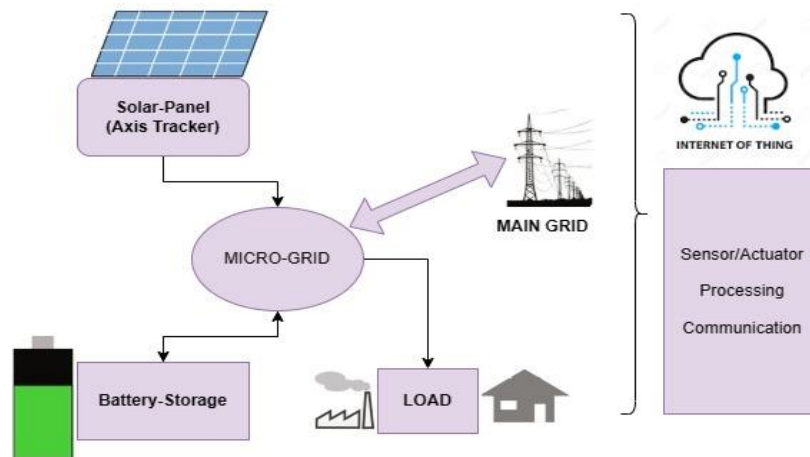 Solar-Panel
(Axis Tracker)
MICRO-GRID
MAIN GRID
Battery-Storage
LOAD
INTERNET OF THING
Sensor/Actuator
Processing
Communication